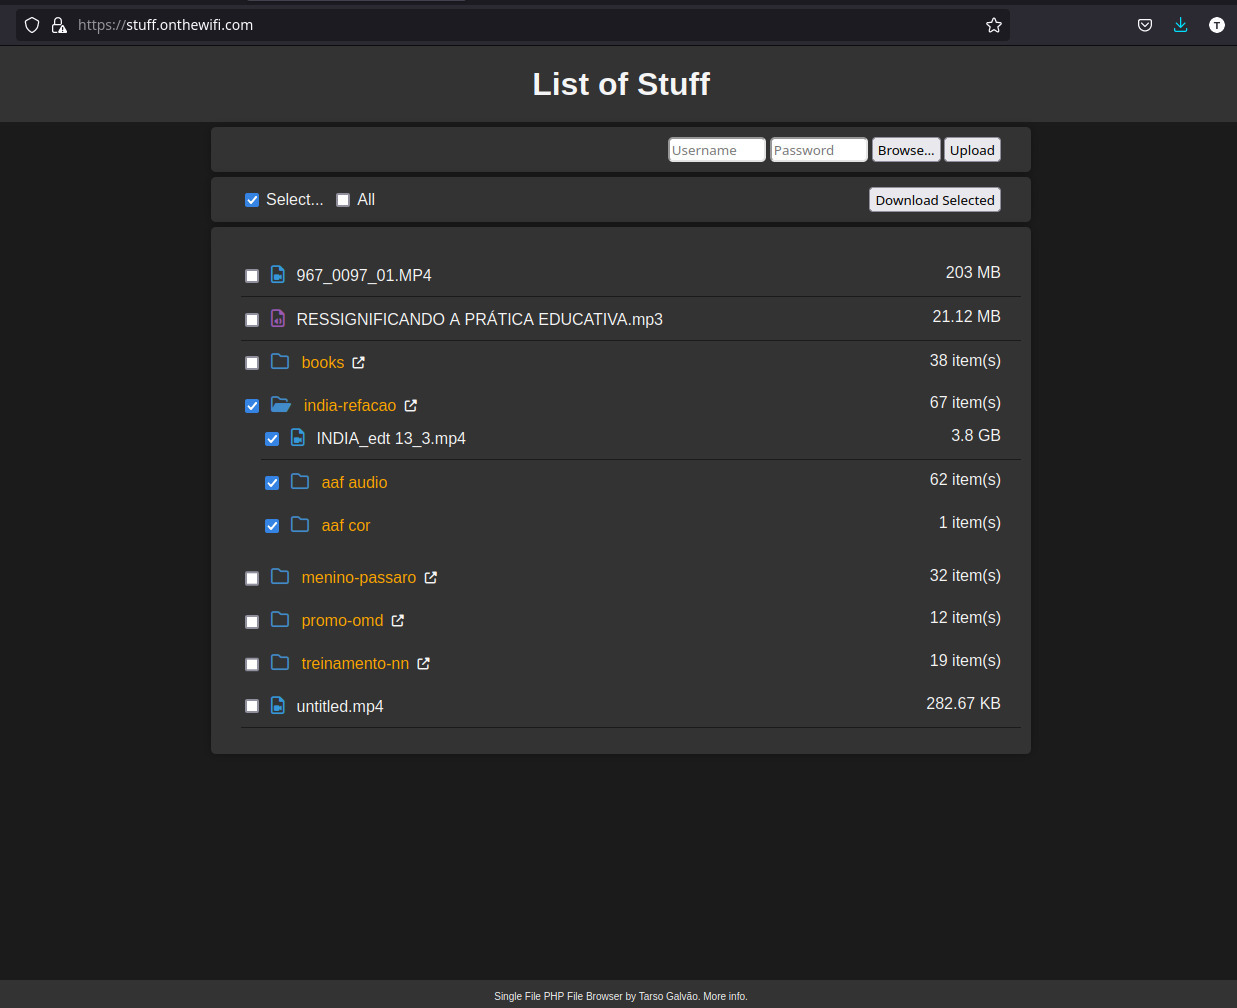 https://stuff.onthewifi.com
T
List of Stuff
Username Password Browse... Upload
Select... All Download Selected
967_0097_01.MP4 203 MB
RESSIGNIFICANDO A PRÁTICA EDUCATIVA.mp3 21.12 MB
books 38 item(s)
india-refacao 67 item(s)
INDIA_edt 13_3.mp4 3.8 GB
aaf audio 62 item(s)
aaf cor 1 item(s)
menino-passaro 32 item(s)
promo-omd 12 item(s)
treinamento-nn 19 item(s)
untitled.mp4 282.67 KB
Single File PHP File Browser by Tarso Galvão. More info.